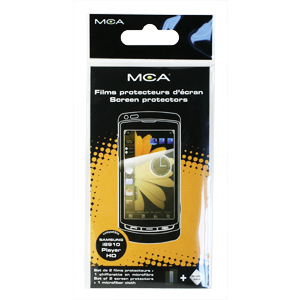 MCA
MCA
Films protecteurs d'écran
Screen protectors
SAMSUNG
i8910
Player
HD
Set de 2 films protecteurs +
1 chiffonnette en microfibre
Set of 2 screen protectors
+ 1 microfiber cloth
+